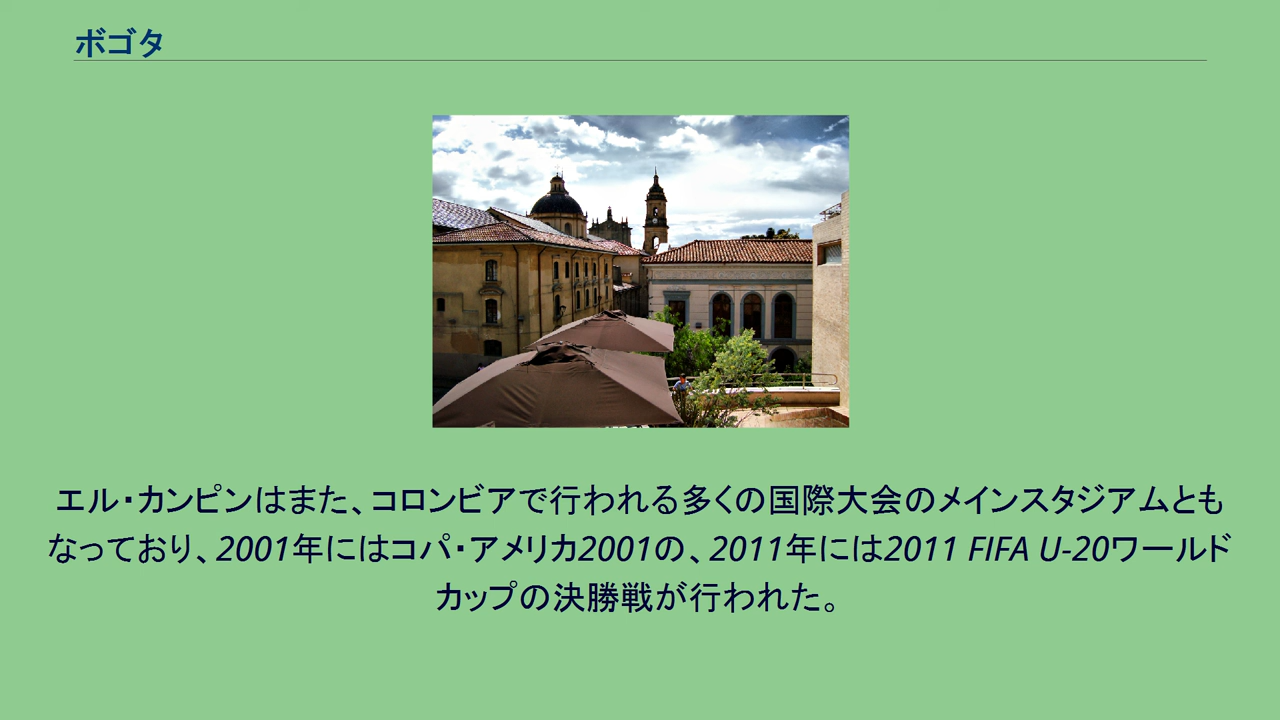 ボゴタ
エル・カンピンはまた、コロンビアで行われる多くの国際大会のメインスタジアムとも
なっており、2001年にはコパ・アメリカ2001の、2011年には2011 FIFA U-20ワールド
カップの決勝戦が行われた。